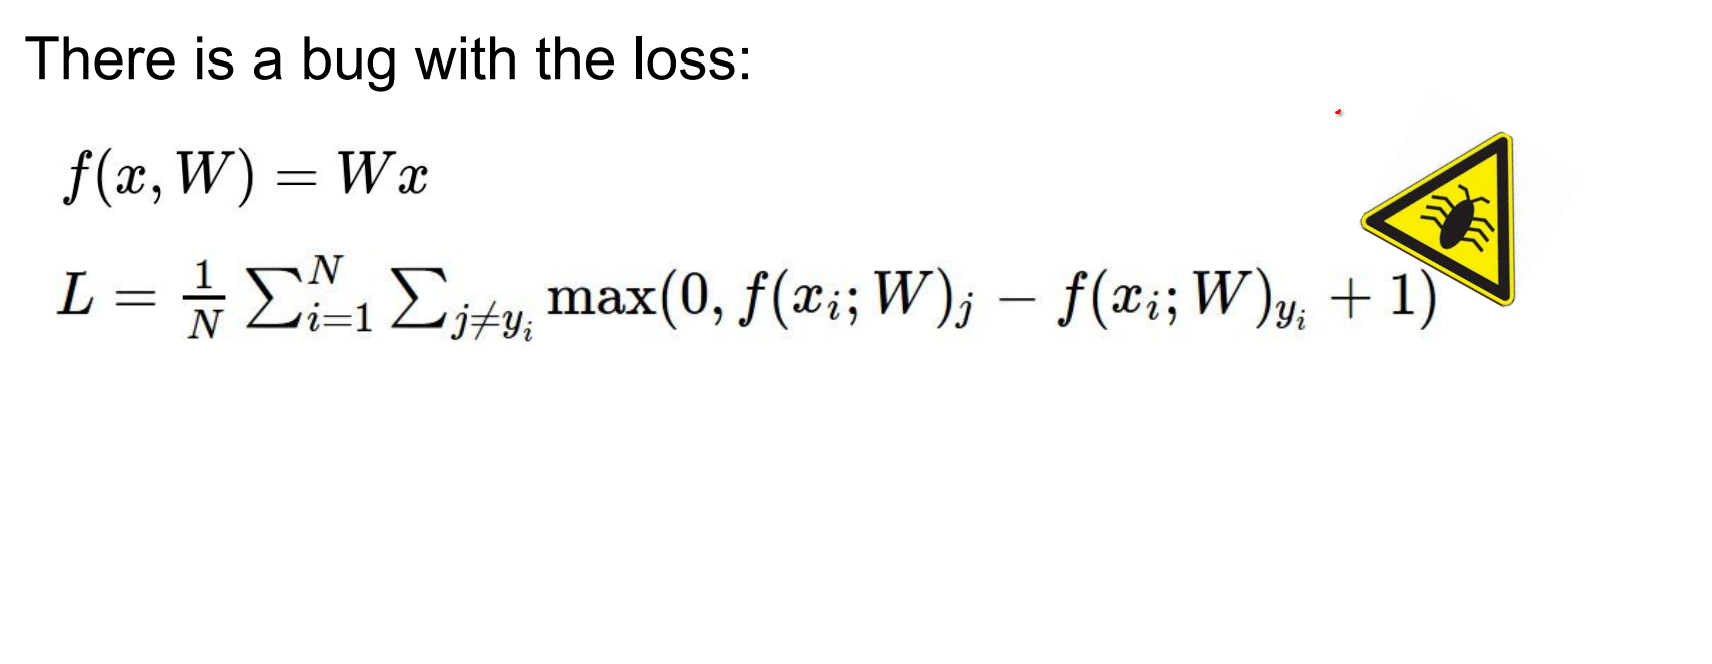 There is a bug with the loss:
f(x, W) = Wx
L = \frac{1}{N} \sum_{i=1}^{N} \sum_{j \neq y_i} \max(0, f(x_i; W)_j - f(x_i; W)_{y_i} + 1)